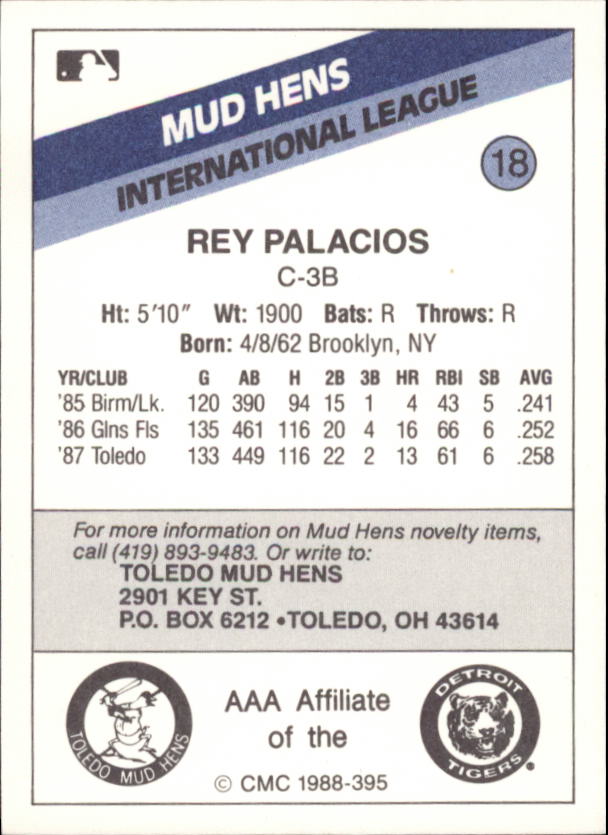 MUD HENS
INTERNATIONAL LEAGUE
18
REY PALACIOS
C-3B
Ht: 5'10" Wt: 1900 Bats: R Throws: R
Born: 4/8/62 Brooklyn, NY
YR/CLUB G AB H 2B 3B HR RBI SB AVG
'85 Birm/Lk. 120 390 94 15 1 4 43 5 .241
'86 Glns Fls 135 461 116 20 4 16 66 6 .252
'87 Toledo 133 449 116 22 2 13 61 6 .258
For more information on Mud Hens novelty items,
call (419) 893-9483. Or write to:
TOLEDO MUD HENS
2901 KEY ST.
P.O. BOX 6212 •TOLEDO, OH 43614
TOLEDO MUD HENS
AAA Affiliate
of the
© CMC 1988-395
DETROIT
TIGERS